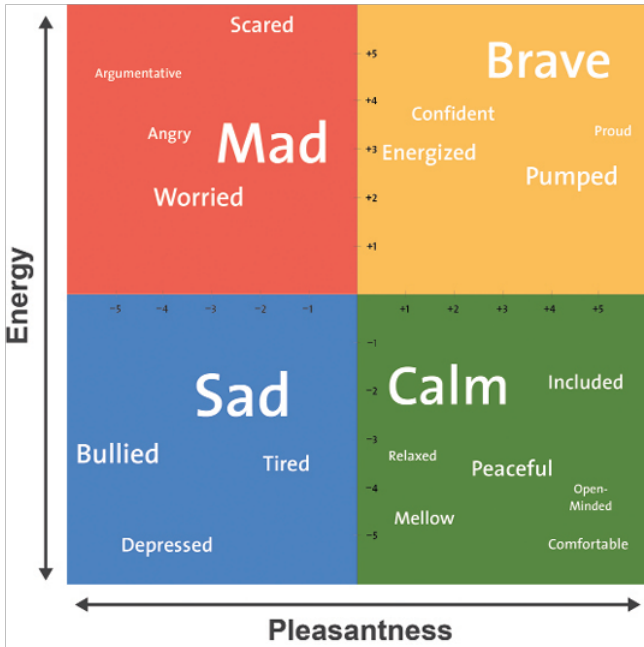 Scared
Brave
Argumentative
+5
+4
Confident
Angry
Mad
+3
Energized
Proud
Worried
+2
Pumped
+1
Energy
−5 −4 −3 −2 −1
+1 +2 +3 +4 +5
−1
Sad
−2
Calm
Included
Bullied
Tired
−3
Relaxed
Peaceful
−4
Open-
Minded
Mellow
Depressed
−5
Comfortable
Pleasantness